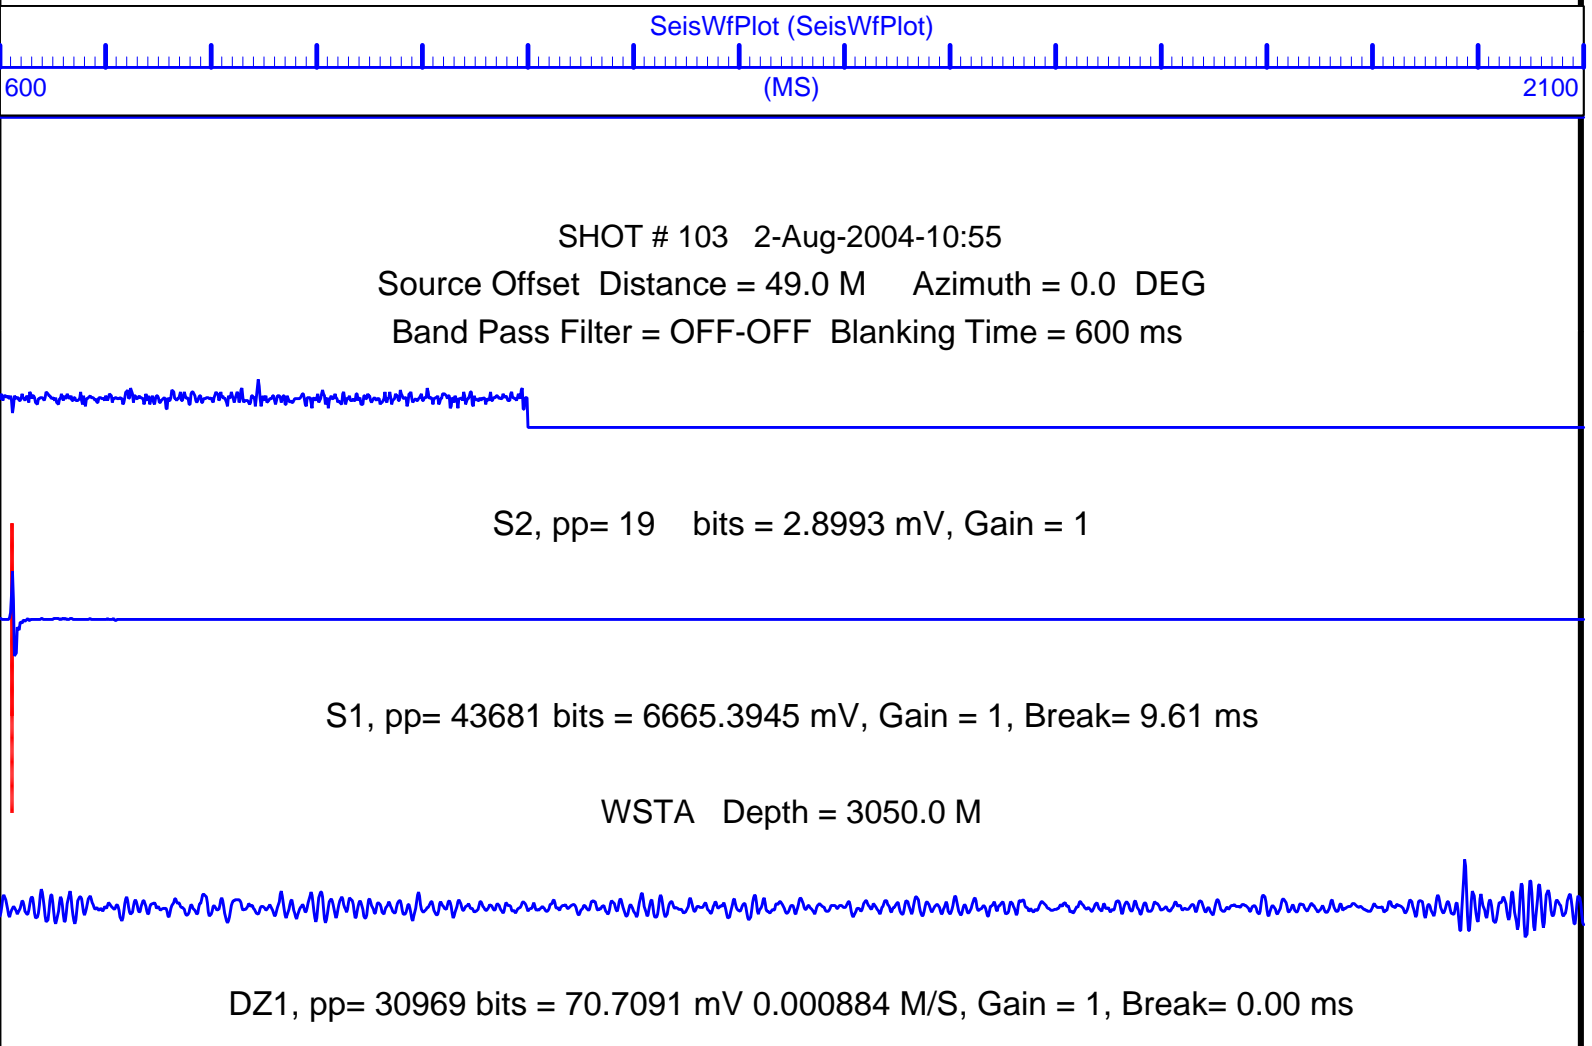 SeisWfPlot (SeisWfPlot)
600 (MS) 2100
SHOT # 103 2-Aug-2004-10:55
Source Offset Distance = 49.0 M Azimuth = 0.0 DEG
Band Pass Filter = OFF-OFF Blanking Time = 600 ms
S2, pp= 19 bits = 2.8993 mV, Gain = 1
S1, pp= 43681 bits = 6665.3945 mV, Gain = 1, Break= 9.61 ms
WSTA Depth = 3050.0 M
DZ1, pp= 30969 bits = 70.7091 mV 0.000884 M/S, Gain = 1, Break= 0.00 ms